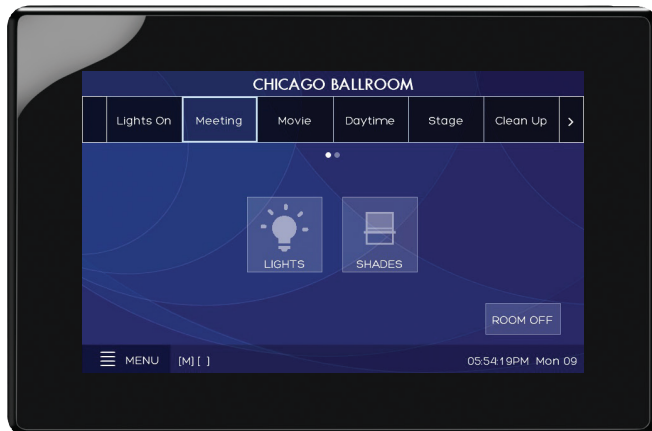 CHICAGO BALLROOM
Lights On Meeting Movie Daytime Stage Clean Up >
LIGHTS SHADES
ROOM OFF
MENU [M] [ ] 05:54:19PM Mon 09